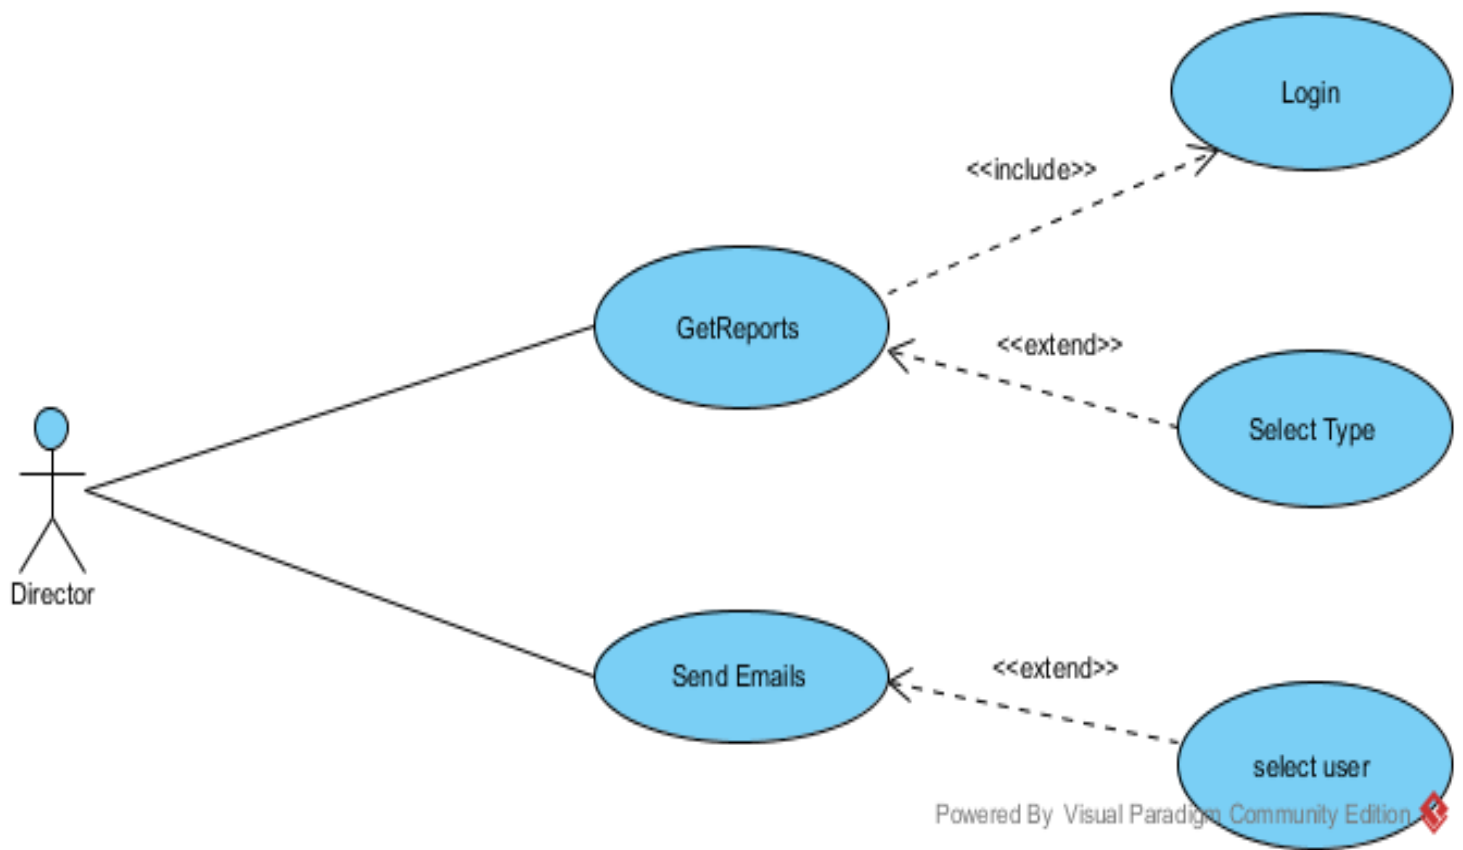 Login
<<include>>
GetReports
<<extend>>
Select Type
Director
Send Emails
<<extend>>
select user
Powered By Visual Paradigm Community Edition